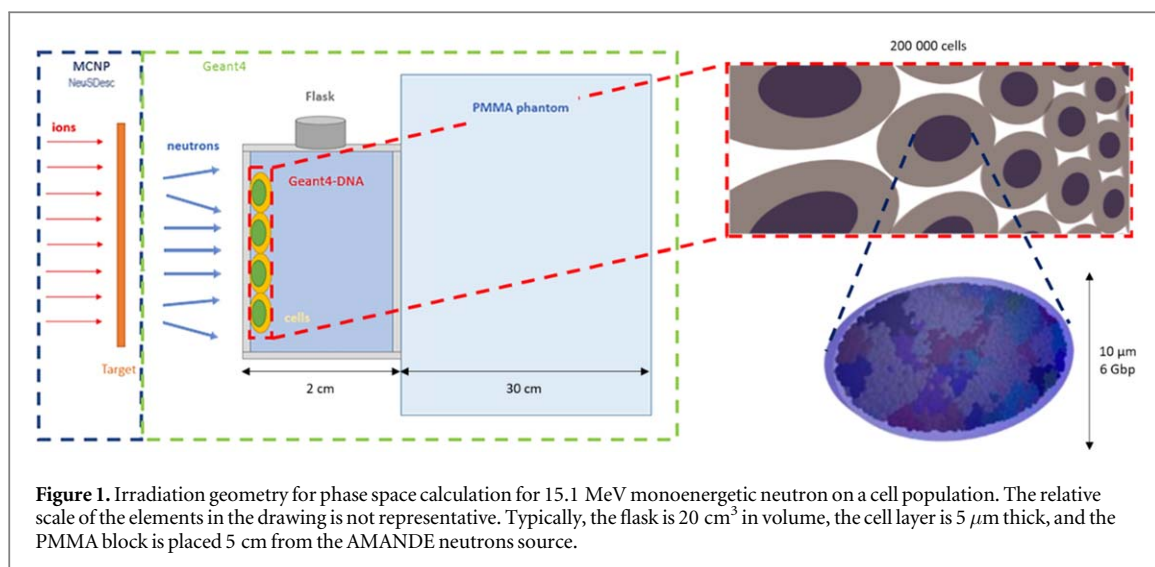 MCNP
NeuSDesc
Geant4
200 000 cells
ions
neutrons
Flask
PMMA phantom
Geant4-DNA
cells
Target
2 cm
30 cm
10 µm
6 Gbp
Figure 1. Irradiation geometry for phase space calculation for 15.1 MeV monoenergetic neutron on a cell population. The relative
scale of the elements in the drawing is not representative. Typically, the flask is 20 cm³ in volume, the cell layer is 5 μm thick, and the
PMMA block is placed 5 cm from the AMANDE neutrons source.